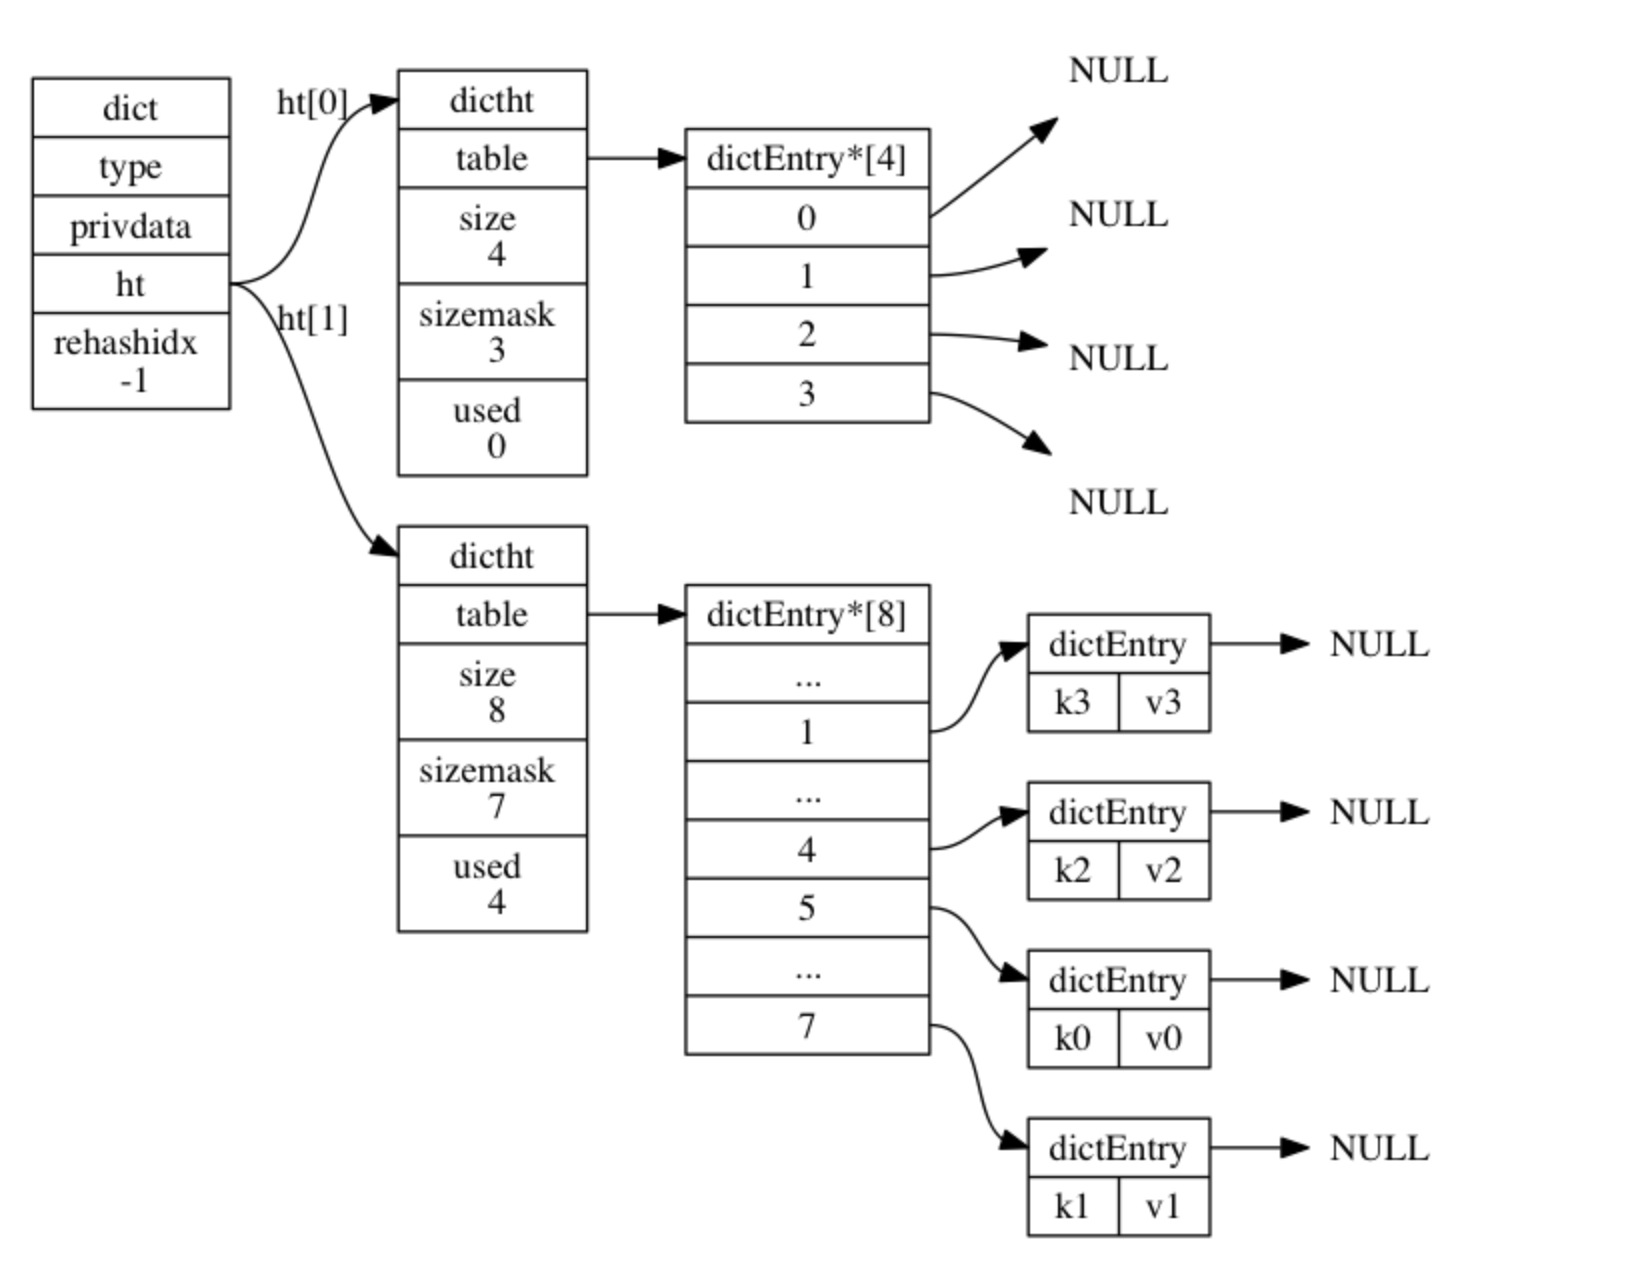 dict
type
privdata
ht
rehashidx
-1
ht[0]
ht[1]
dictht
table
size
4
sizemask
3
used
0
dictEntry*[4]
0
1
2
3
NULL
NULL
NULL
NULL
dictht
table
size
8
sizemask
7
used
4
dictEntry*[8]
...
1
...
4
5
...
7
dictEntry
k3 v3
NULL
dictEntry
k2 v2
NULL
dictEntry
k0 v0
NULL
dictEntry
k1 v1
NULL